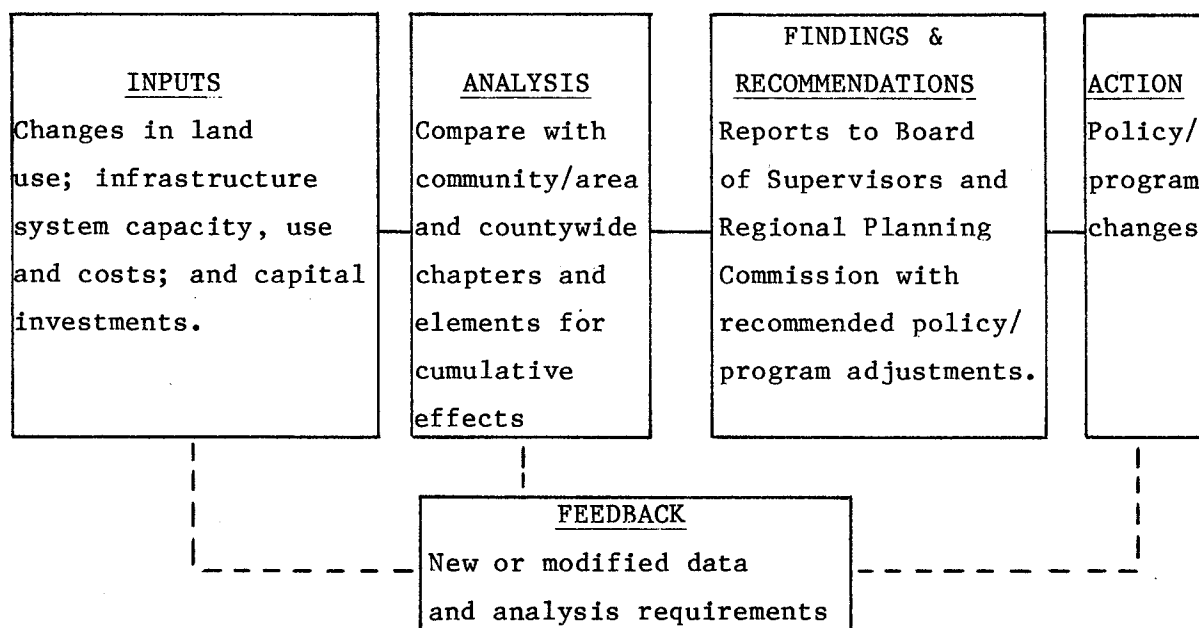 INPUTS
Changes in land
use; infrastructure
system capacity, use
and costs; and capital
investments.
ANALYSIS
Compare with
community/area
and countywide
chapters and
elements for
cumulative
effects
FINDINGS &
RECOMMENDATIONS
Reports to Board
of Supervisors and
Regional Planning
Commission with
recommended policy/
program adjustments.
ACTION
Policy/
program
changes
FEEDBACK
New or modified data
and analysis requirements